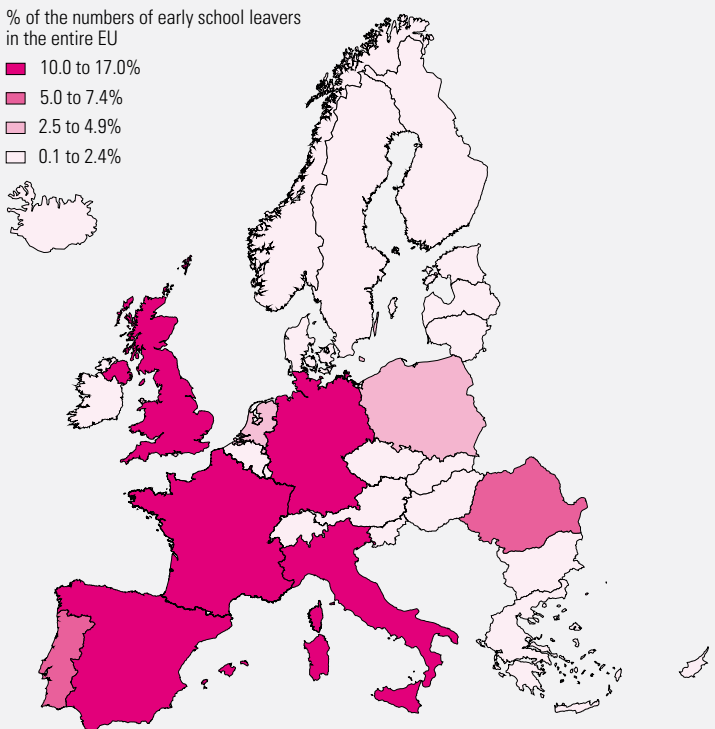 % of the numbers of early school leavers
in the entire EU
10.0 to 17.0%
5.0 to 7.4%
2.5 to 4.9%
0.1 to 2.4%